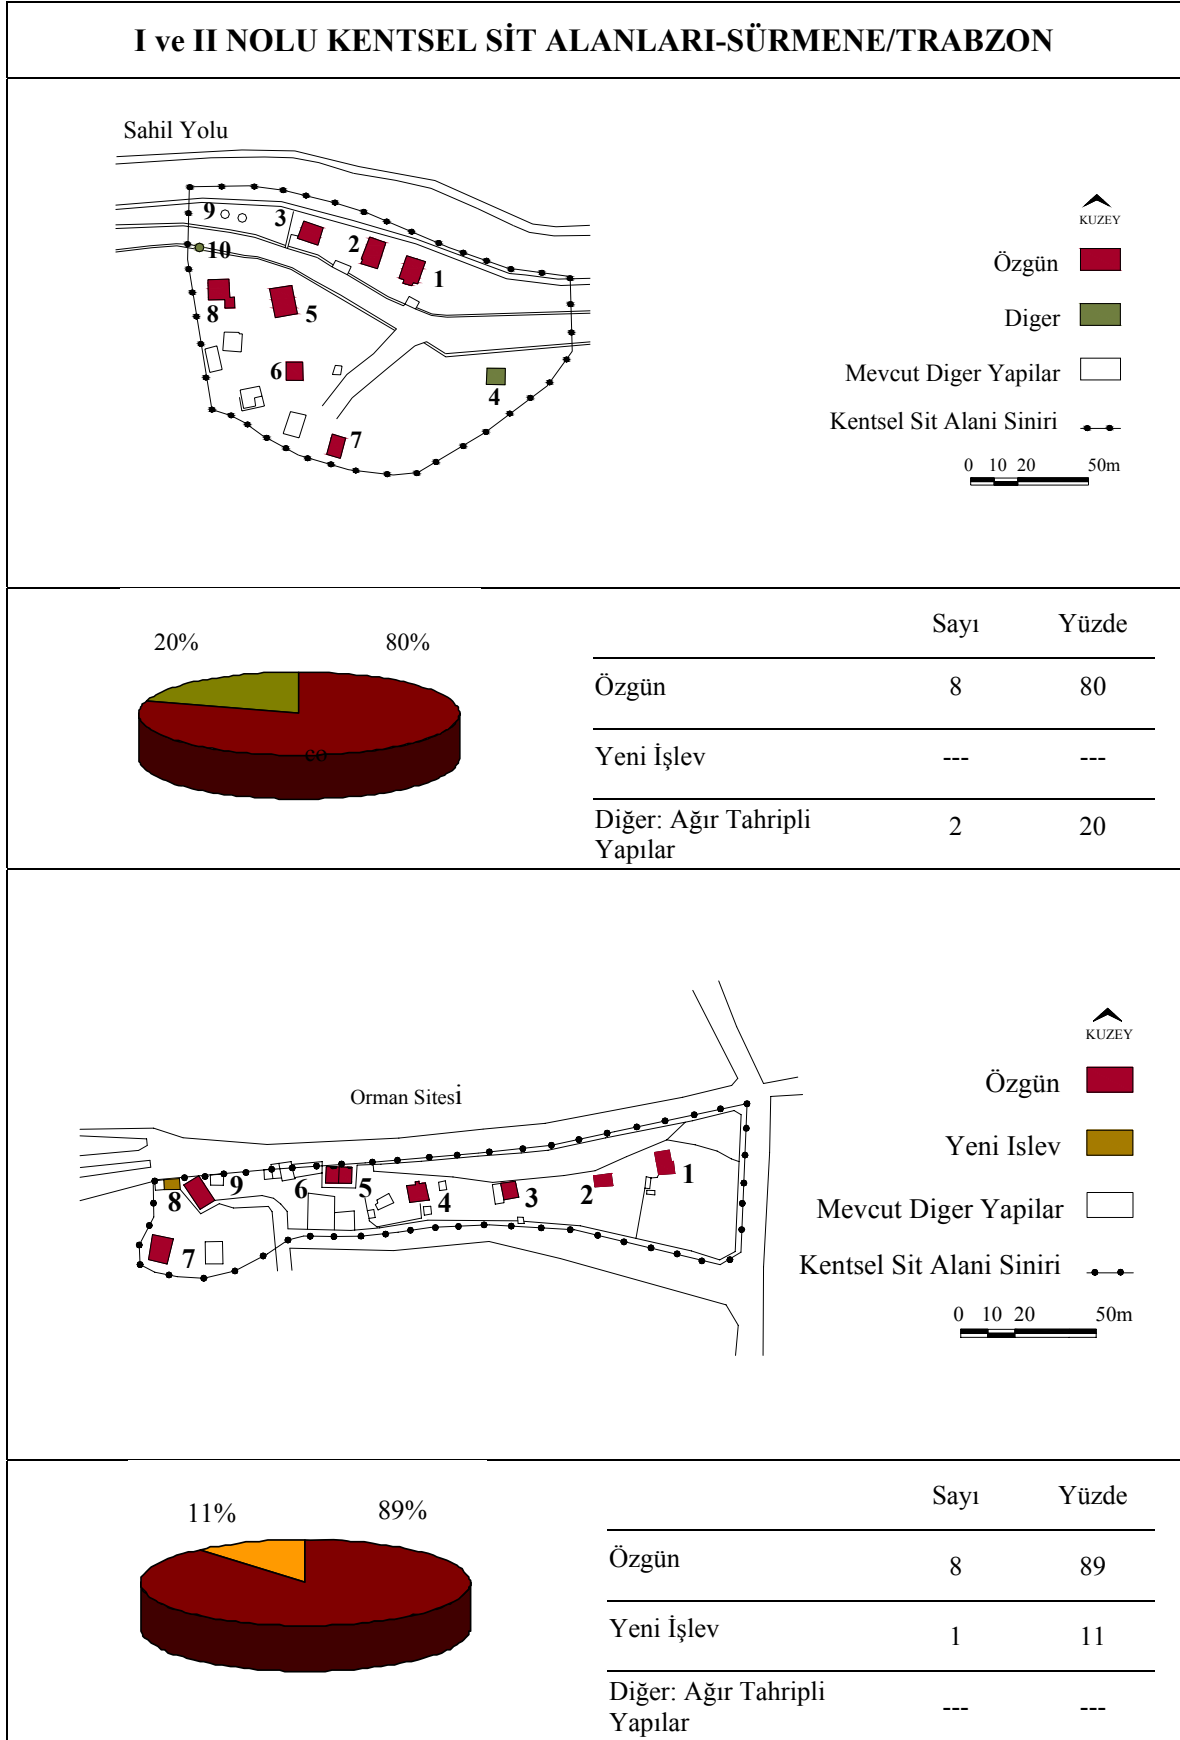 I ve II NOLU KENTSEL SİT ALANLARI-SÜRMENE/TRABZON
Sahil Yolu
9
3
2
10
1
8
5
6
4
7
KUZEY
Özgün
Diger
Mevcut Diger Yapilar
Kentsel Sit Alani Siniri
0 10 20 50m
20% 80%
Sayı Yüzde
Özgün 8 80
Yeni İşlev --- ---
Diğer: Ağır Tahripli
Yapılar 2 20
Orman Sitesi
1
2
3
4
5
6
9
8
7
KUZEY
Özgün
Yeni Islev
Mevcut Diger Yapilar
Kentsel Sit Alani Siniri
0 10 20 50m
11% 89%
Sayı Yüzde
Özgün 8 89
Yeni İşlev 1 11
Diğer: Ağır Tahripli
Yapılar --- ---